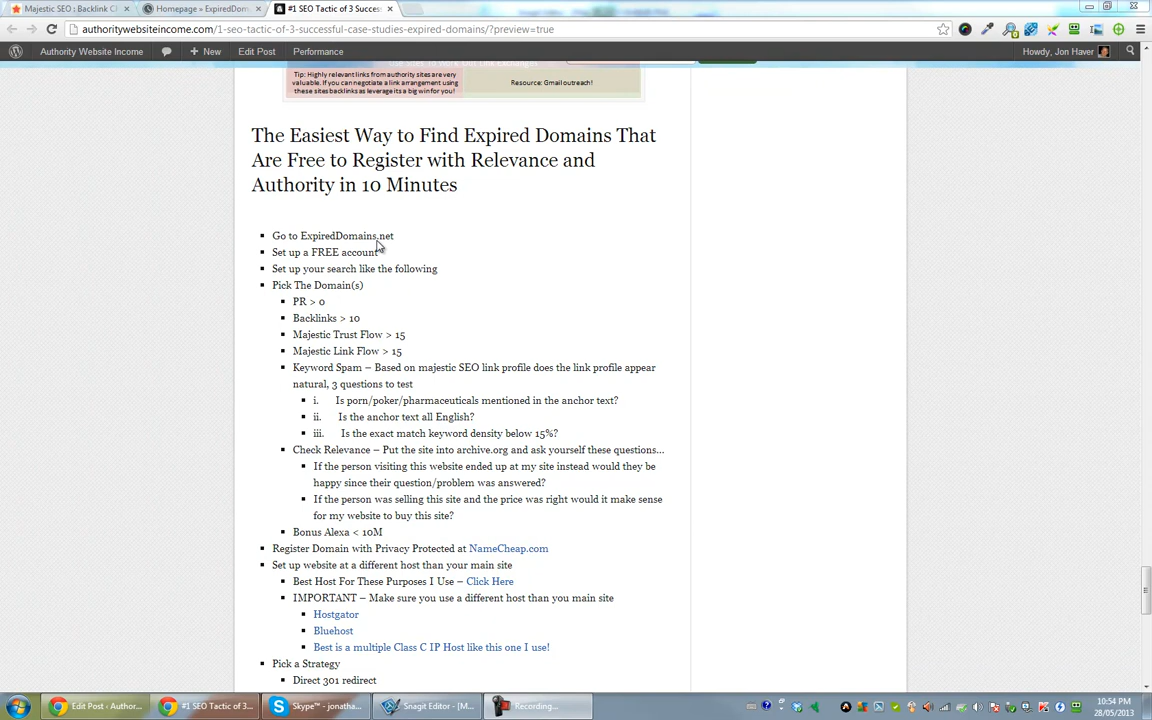 Majestic SEO : Backlink Ch
Homepage » ExpiredDom
#1 SEO Tactic of 3 Succes
authoritywebsiteincome.com/1-seo-tactic-of-3-successful-case-studies-expired-domains/?preview=true
Authority Website Income
+ New
Edit Post
Performance
Howdy, Jon Haver
Tip: Highly relevant links from authority sites are very
valuable. If you can negotiate a link arrangement using
these sites backlinks as leverage its a big win for you!
Resource: Gmail outreach!
The Easiest Way to Find Expired Domains That
Are Free to Register with Relevance and
Authority in 10 Minutes
Go to ExpiredDomains.net
Set up a FREE account
Set up your search like the following
Pick The Domain(s)
PR > 0
Backlinks > 10
Majestic Trust Flow > 15
Majestic Link Flow > 15
Keyword Spam – Based on majestic SEO link profile does the link profile appear
natural, 3 questions to test
i. Is porn/poker/pharmaceuticals mentioned in the anchor text?
ii. Is the anchor text all English?
iii. Is the exact match keyword density below 15%?
Check Relevance – Put the site into archive.org and ask yourself these questions…
If the person visiting this website ended up at my site instead would they be
happy since their question/problem was answered?
If the person was selling this site and the price was right would it make sense
for my website to buy this site?
Bonus Alexa < 10M
Register Domain with Privacy Protected at NameCheap.com
Set up website at a different host than your main site
Best Host For These Purposes I Use – Click Here
IMPORTANT – Make sure you use a different host than you main site
Hostgator
Bluehost
Best is a multiple Class C IP Host like this one I use!
Pick a Strategy
Direct 301 redirect
Edit Post ‹ Author...
#1 SEO Tactic of 3...
Skype™ - jonatha...
Snagit Editor - [M...
Recording...
10:54 PM
28/05/2013